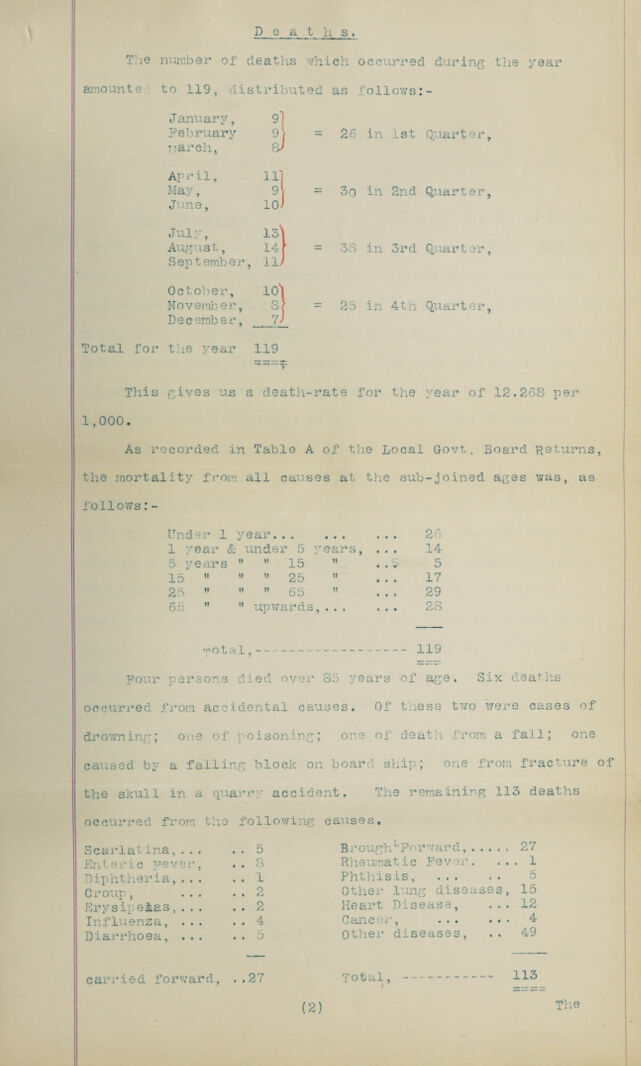 Deaths.
The number of deaths which occurred during the year
amounte to 119, distributed as follows:-
January, 9
February 9 = 26 in 1st Quarter,
March, 8
April, 11
May, 9 = 30 in 2nd Quarter,
June, 10
July, 13
August, 14 = 38 in 3rd Quarter,
September, 11
October, 10
November, 8 = 25 in 4th Quarter,
December, 7
Total for the year 119
This gives us a death-rate for the year of 12.268 per
1,000.
As recorded in Table A of the Local Govt. Board Returns,
the mortality from all causes at the sub-joined ages was, as
follows:-
Under 1 year... ... ... 26
1 year & under 5 years, ... 14
5 years " " 15 " ..5 5
15 " " " 25 " ... 17
25 " " " 65 " ... 29
65 " " upwards,... ... 28
Total,------------------ 119
Four persons died over 85 years of age. Six deaths
occurred from accidental causes. Of these two were cases of
drowning; one of poisoning; one of death from a fall; one
caused by a falling block on board ship; one from fracture of
the skull in a quarry accident. The remaining 113 deaths
occurred from the following causes.
Scarlatina,... .. 5 Brough^t Forward,..... 27
Enteric Fever, .. 8 Rheumatic Fever. ... 1
Diphtheria,... .. 1 Phthisis, ... .. 5
Croup, ... .. 2 Other lung diseases, 15
Erysipelas,... .. 2 Heart Disease, ... 12
Influenza, ... .. 4 Cancer, ... ... 4
Diarrhoea, ... .. 5 Other diseases, .. 49
carried forward, ..27 Total, ----------- 113
(2) The